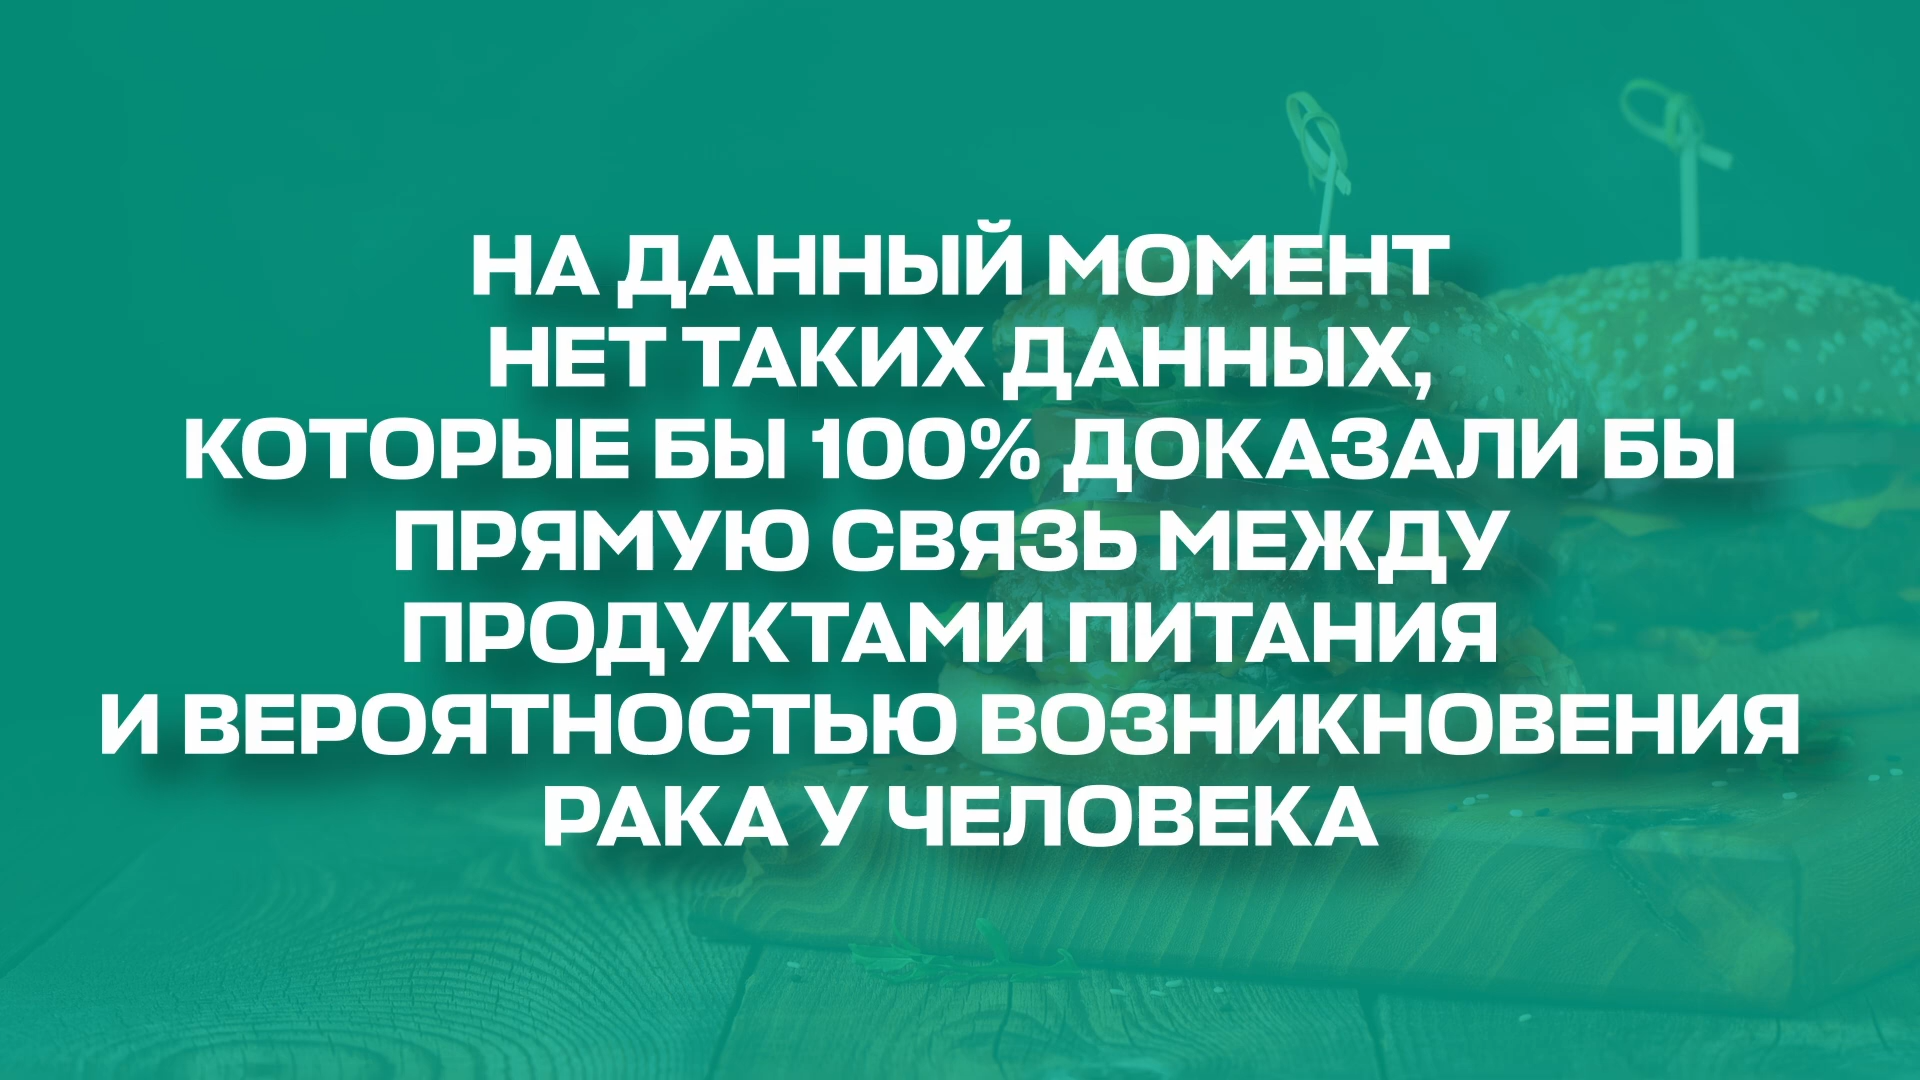 НА ДАННЫЙ МОМЕНТ
НЕТ ТАКИХ ДАННЫХ,
КОТОРЫЕ БЫ 100% ДОКАЗАЛИ БЫ
ПРЯМУЮ СВЯЗЬ МЕЖДУ
ПРОДУКТАМИ ПИТАНИЯ
И ВЕРОЯТНОСТЬЮ ВОЗНИКНОВЕНИЯ
РАКА У ЧЕЛОВЕКА